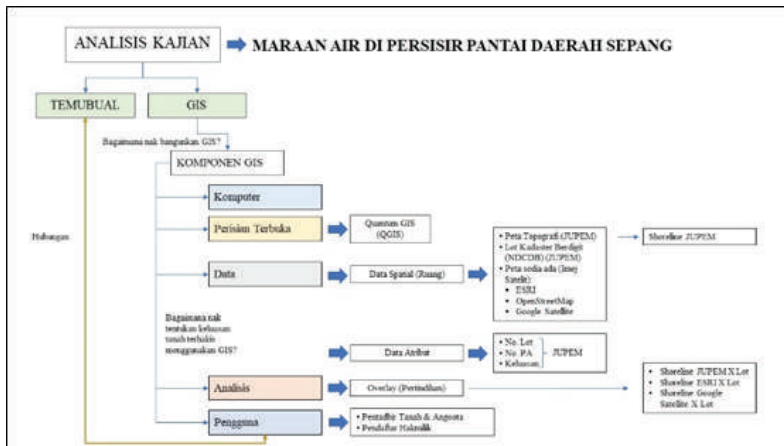 ANALISIS KAJIAN
MARAAN AIR DI PERSISIR PANTAI DAERAH SEPANG
TEMUBUAL
GIS
Bagaimana nak bangunkan GIS?
KOMPONEN GIS
Hubungan
Komputer
Perisian Terbuka
Quantum GIS
(QGIS)
Data
Data Spatial (Ruang)
• Peta Topografi (JUPEM)
• Lot Kadaster Berdigit
(NDCDB) (JUPEM)
• Peta sedia ada (Imej
Satelit)
• ESRI
• OpenStreetMap
• Google Satellite
Shoreline JUPEM
Bagaimana nak
tentukan keluasan
tanah terhakis
menggunakan GIS?
Data Atribut
• No. Lot
• No. PA
• Keluasan
JUPEM
Analisis
Overlay (Pertindihan)
• Shoreline JUPEM X Lot
• Shoreline ESRI X Lot
• Shoreline Google
Satellite X Lot
Pengguna
• Pentadbir Tanah & Anggota
• Pendaftar Hakmilik